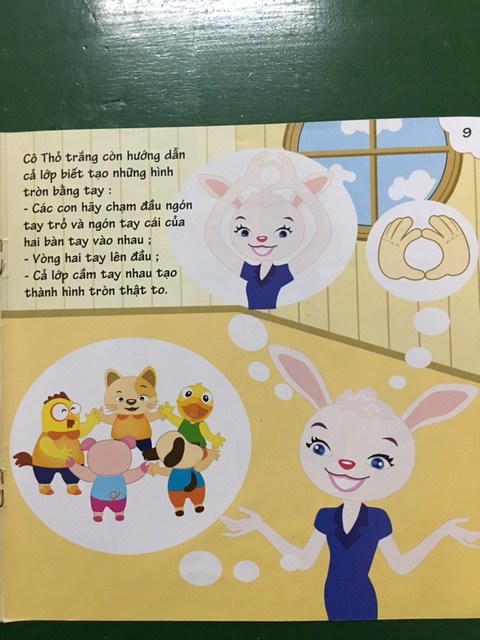 9
Cô Thỏ trắng còn hướng dẫn
cả lớp biết tạo những hình
tròn bằng tay :
- Các con hãy chạm đầu ngón
tay trỏ và ngón tay cái của
hai bàn tay vào nhau ;
- Vòng hai tay lên đầu ;
- Cả lớp cầm tay nhau tạo
thành hình tròn thật to.